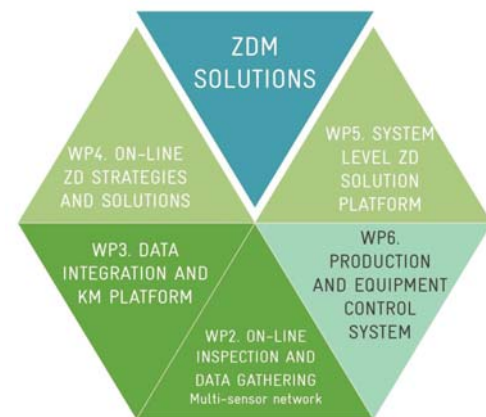 ZDM
SOLUTIONS
WP4. ON-LINE
ZD STRATEGIES
AND SOLUTIONS
WP5. SYSTEM
LEVEL ZD
SOLUTION
PLATFORM
WP3. DATA
INTEGRATION AND
KM PLATFORM
WP6.
PRODUCTION
AND EQUIPMENT
CONTROL
SYSTEM
WP2. ON-LINE
INSPECTION AND
DATA GATHERING
Multi-sensor network